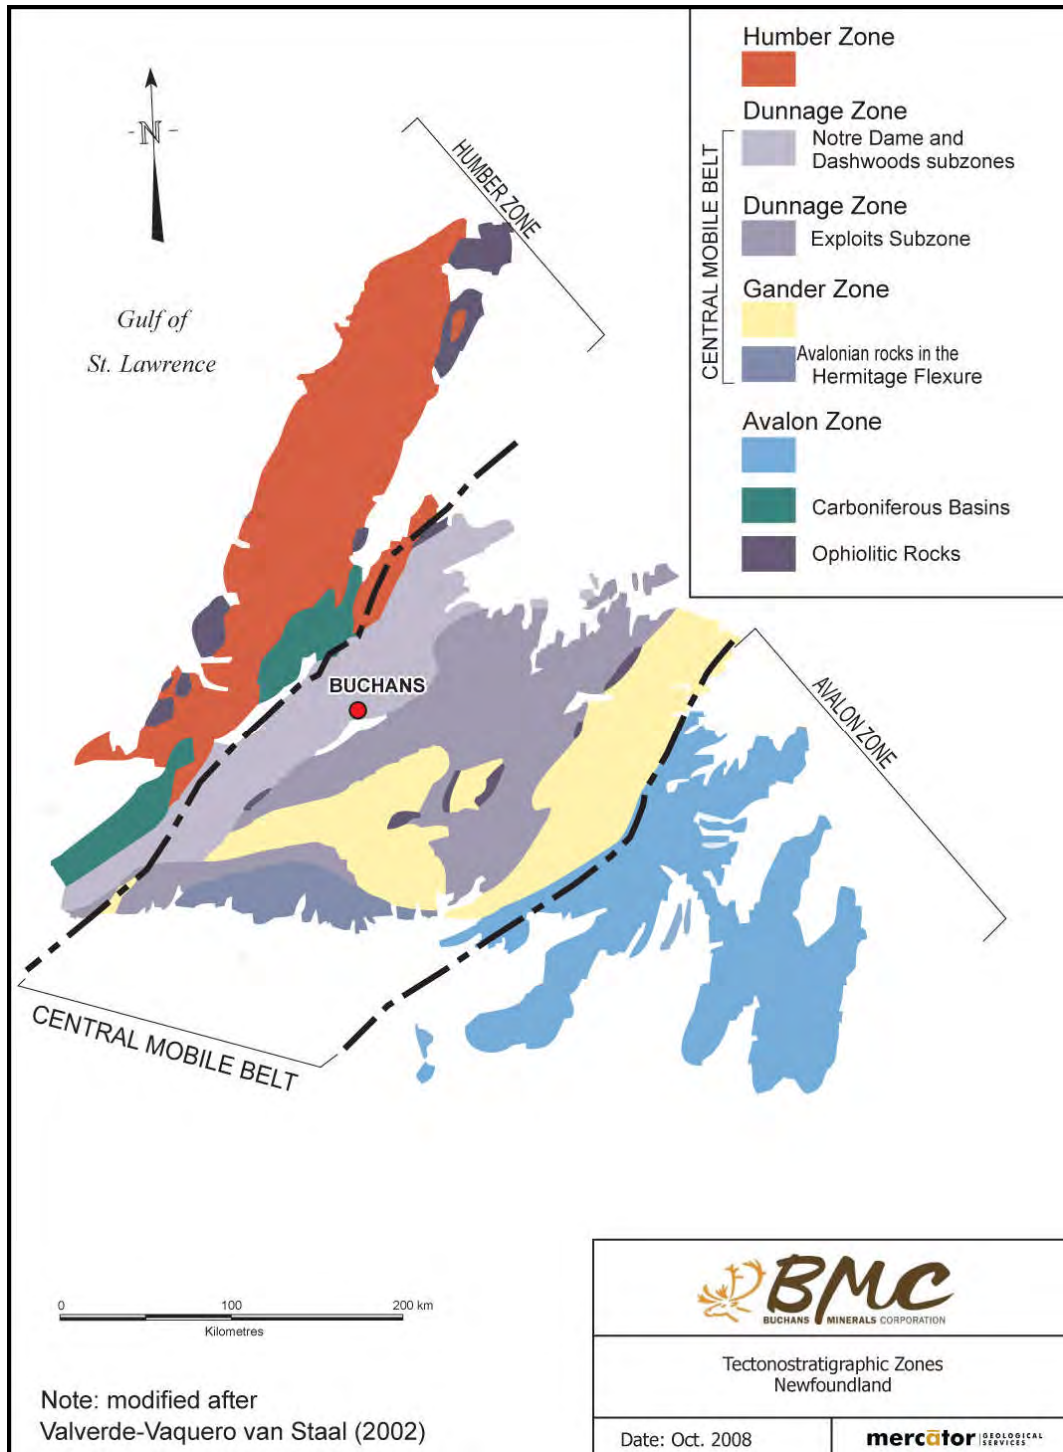 Humber Zone
Dunnage Zone
Notre Dame and
Dashwoods subzones
Dunnage Zone
Exploits Subzone
Gander Zone
Avalonian rocks in the
Hermitage Flexure
CENTRAL MOBILE BELT
Avalon Zone
Carboniferous Basins
Ophiolitic Rocks
-N-
HUMBER ZONE
Gulf of
St. Lawrence
BUCHANS
AVALON ZONE
CENTRAL MOBILE BELT
0 100 200 km
Kilometres
Note: modified after
Valverde-Vaquero van Staal (2002)
BMC
BUCHANS MINERALS CORPORATION
Tectonostratigraphic Zones
Newfoundland
Date: Oct. 2008
mercātor GEOLOGICAL
SERVICES